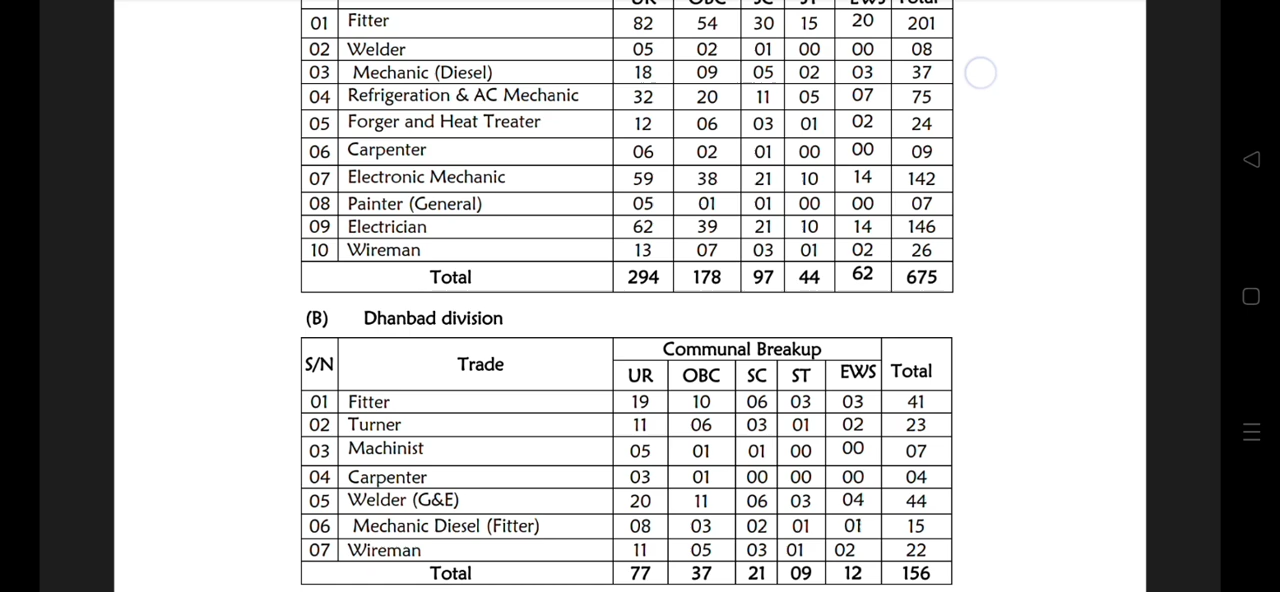 UR OBC SC ST EWS Total
01 Fitter 82 54 30 15 20 201
02 Welder 05 02 01 00 00 08
03 Mechanic (Diesel) 18 09 05 02 03 37
04 Refrigeration & AC Mechanic 32 20 11 05 07 75
05 Forger and Heat Treater 12 06 03 01 02 24
06 Carpenter 06 02 01 00 00 09
07 Electronic Mechanic 59 38 21 10 14 142
08 Painter (General) 05 01 01 00 00 07
09 Electrician 62 39 21 10 14 146
10 Wireman 13 07 03 01 02 26
Total 294 178 97 44 62 675
(B) Dhanbad division
S/N Trade Communal Breakup Total
UR OBC SC ST EWS
01 Fitter 19 10 06 03 03 41
02 Turner 11 06 03 01 02 23
03 Machinist 05 01 01 00 00 07
04 Carpenter 03 01 00 00 00 04
05 Welder (G&E) 20 11 06 03 04 44
06 Mechanic Diesel (Fitter) 08 03 02 01 01 15
07 Wireman 11 05 03 01 02 22
Total 77 37 21 09 12 156